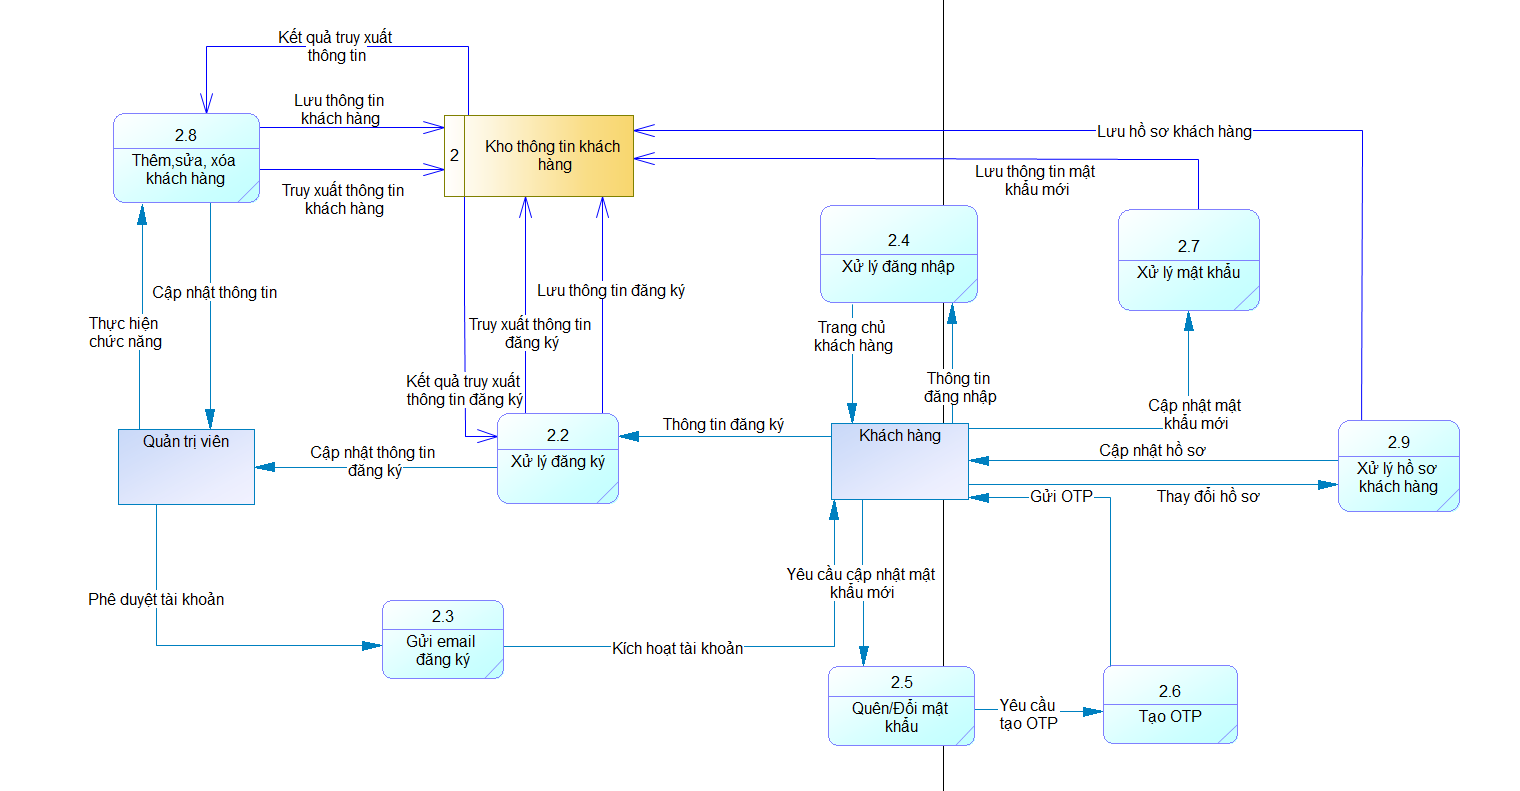 Kết quả truy xuất
thông tin
Lưu thông tin
khách hàng
2.8
Thêm,sửa, xóa
khách hàng
2
Kho thông tin khách
hàng
Lưu hồ sơ khách hàng
Truy xuất thông tin
khách hàng
Lưu thông tin mật
khẩu mới
2.4
Xử lý đăng nhập
2.7
Xử lý mật khẩu
Cập nhật thông tin
Lưu thông tin đăng ký
Thực hiện
chức năng
Truy xuất thông tin
đăng ký
Trang chủ
khách hàng
Kết quả truy xuất
thông tin đăng ký
Thông tin
đăng nhập
Cập nhật mật
khẩu mới
Quản trị viên
2.2
Xử lý đăng ký
Thông tin đăng ký
Khách hàng
2.9
Xử lý hồ sơ
khách hàng
Cập nhật thông tin
đăng ký
Cập nhật hồ sơ
Gửi OTP
Thay đổi hồ sơ
Yêu cầu cập nhật mật
khẩu mới
Phê duyệt tài khoản
2.3
Gửi email
đăng ký
Kích hoạt tài khoản
2.5
Quên/Đổi mật
khẩu
Yêu cầu
tạo OTP
2.6
Tạo OTP